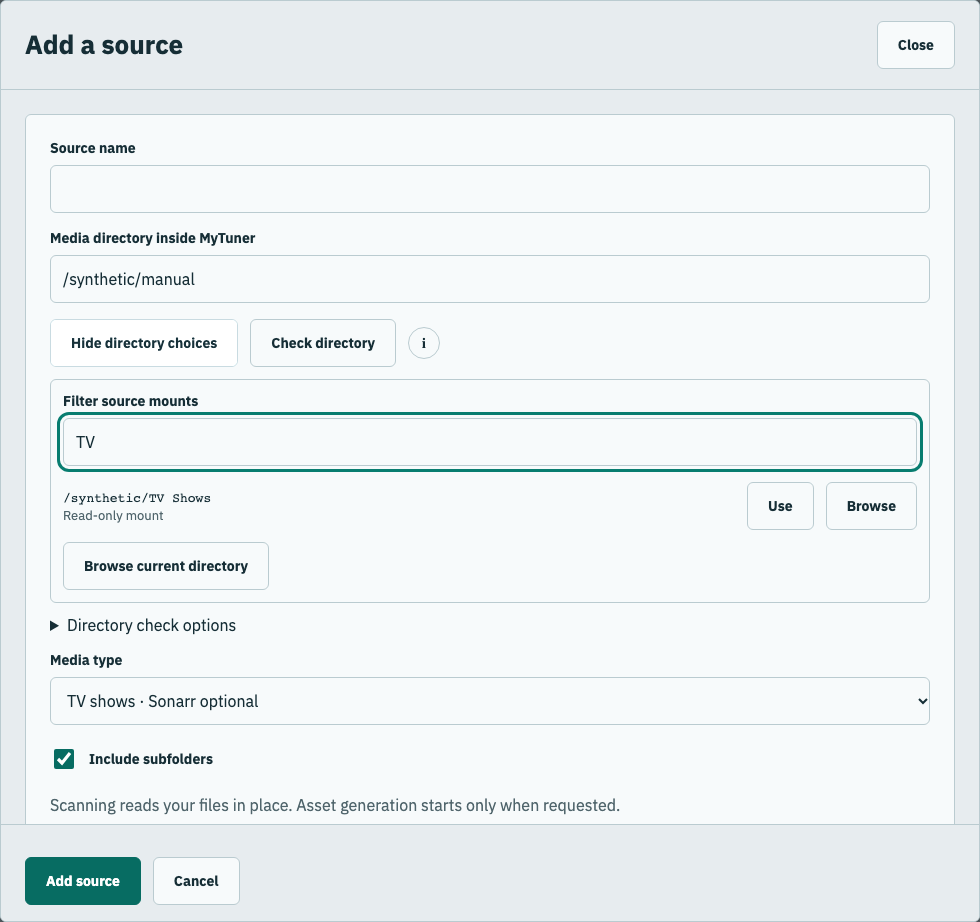 Add a source
Close
Source name
Media directory inside MyTuner
/synthetic/manual
Hide directory choices
Check directory
i
Filter source mounts
TV
/synthetic/TV Shows
Read-only mount
Use
Browse
Browse current directory
Directory check options
Media type
TV shows · Sonarr optional
Include subfolders
Scanning reads your files in place. Asset generation starts only when requested.
Add source
Cancel